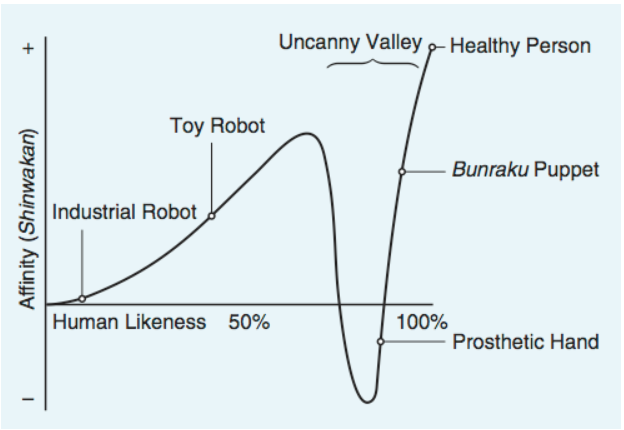 +
Uncanny Valley
Healthy Person
Toy Robot
Bunraku Puppet
Industrial Robot
Affinity (Shinwakan)
Human Likeness 50% 100%
Prosthetic Hand
−